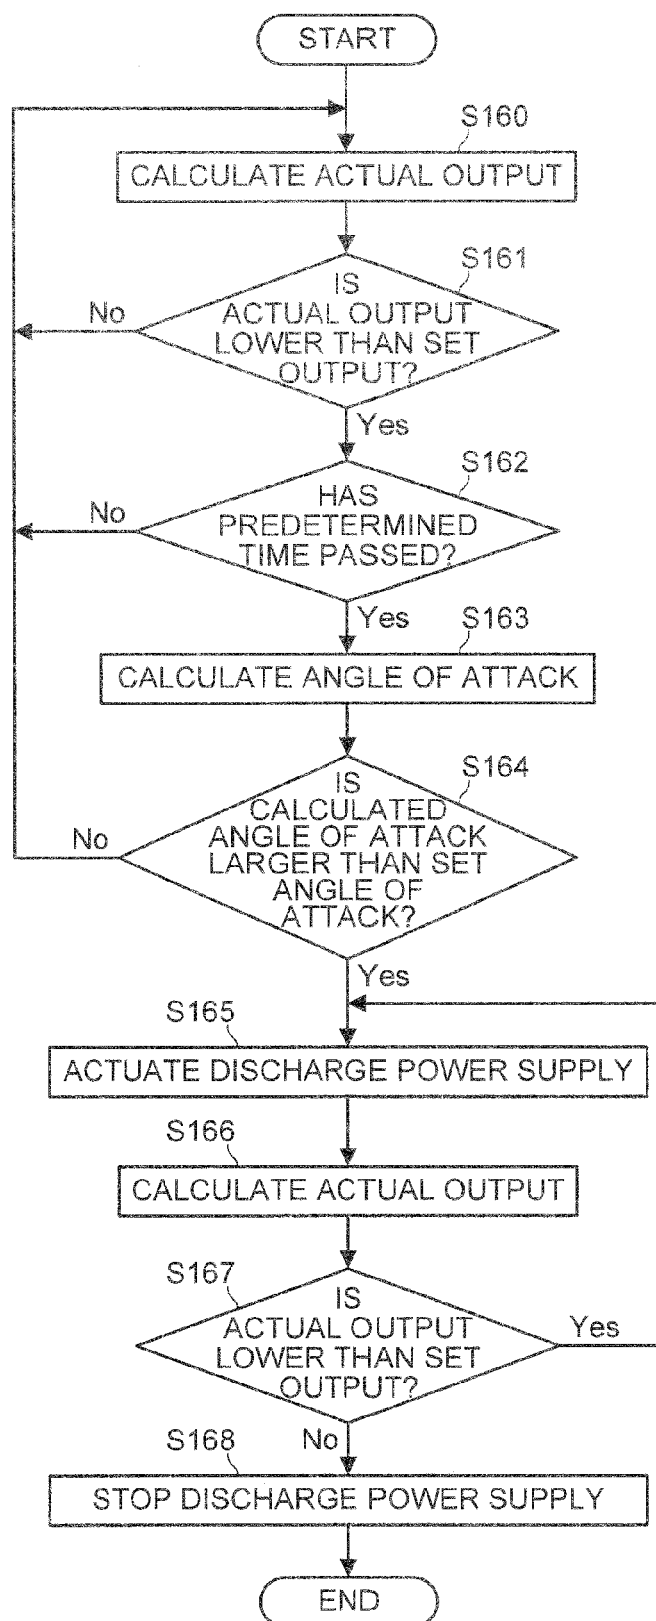 START
S160
CALCULATE ACTUAL OUTPUT
S161
IS
ACTUAL OUTPUT
LOWER THAN SET
OUTPUT?
No
Yes
S162
HAS
PREDETERMINED
TIME PASSED?
No
Yes
S163
CALCULATE ANGLE OF ATTACK
S164
IS
CALCULATED
ANGLE OF ATTACK
LARGER THAN SET
ANGLE OF
ATTACK?
No
Yes
S165
ACTUATE DISCHARGE POWER SUPPLY
S166
CALCULATE ACTUAL OUTPUT
S167
IS
ACTUAL OUTPUT
LOWER THAN SET
OUTPUT?
Yes
No
S168
STOP DISCHARGE POWER SUPPLY
END